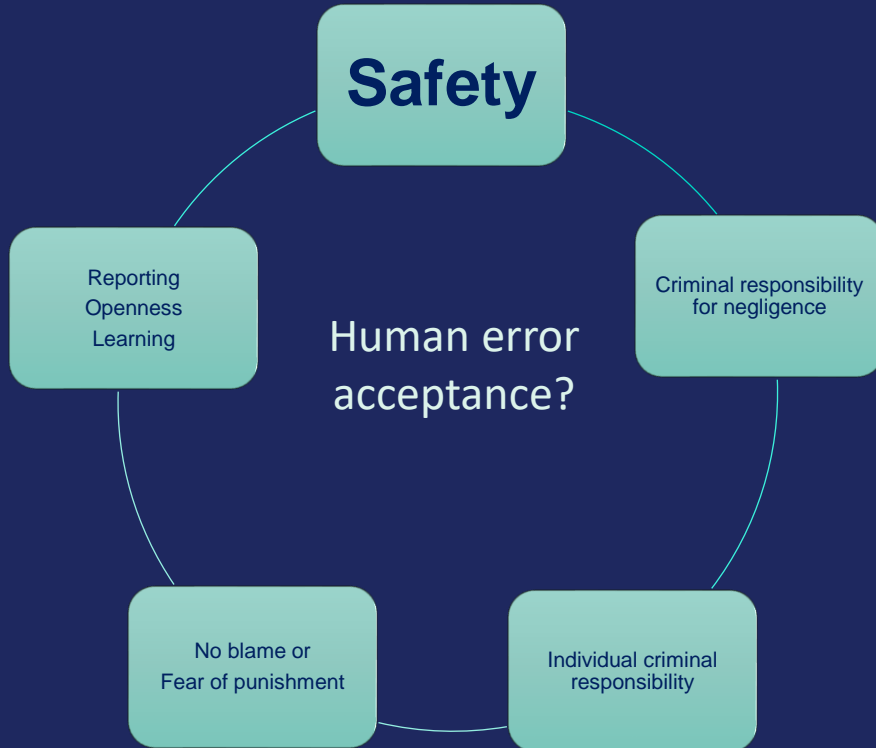 Safety
Criminal responsibility
for negligence
Reporting
Openness
Learning
Human error
acceptance?
No blame or
Fear of punishment
Individual criminal
responsibility